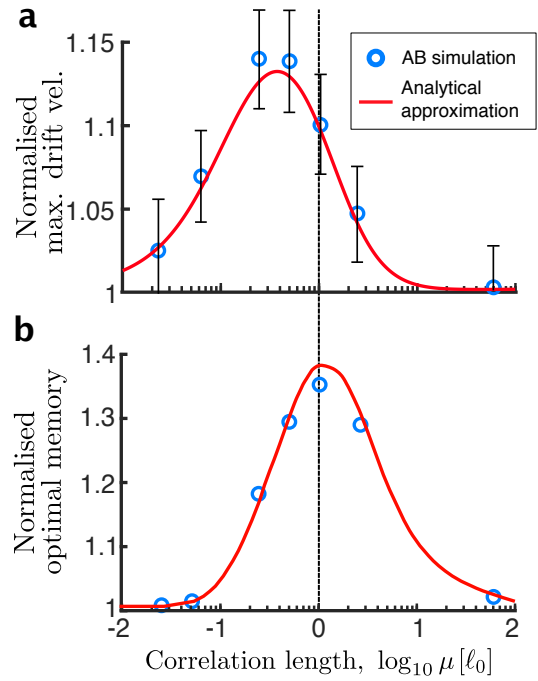 a
Normalised
max. drift vel.
1.15
1.1
1.05
1
AB simulation
Analytical
approximation
b
Normalised
optimal memory
1.4
1.3
1.2
1.1
1
-2
-1
0
1
2
Correlation length, log₁₀ μ [ℓ₀]